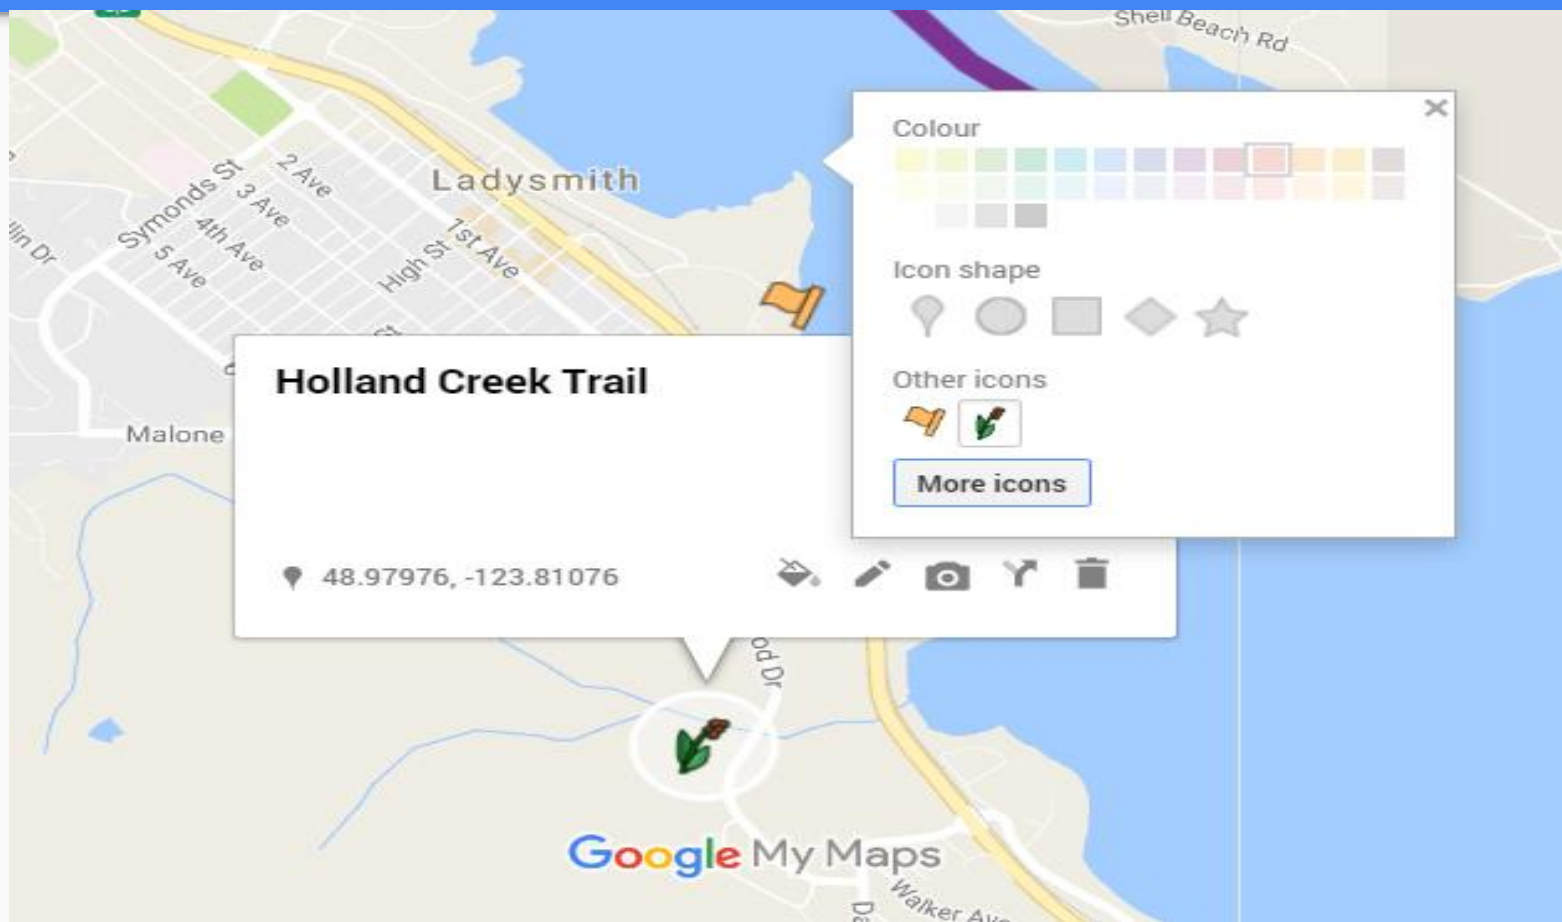 Shell Beach Rd
Colour
Ladysmith
2 Ave
3 Ave
4th Ave
5 Ave
Symonds St
1st Ave
High St
Icon shape
Other icons
More icons
Holland Creek Trail
Malone
48.97976, -123.81076
Google My Maps
Walker Ave